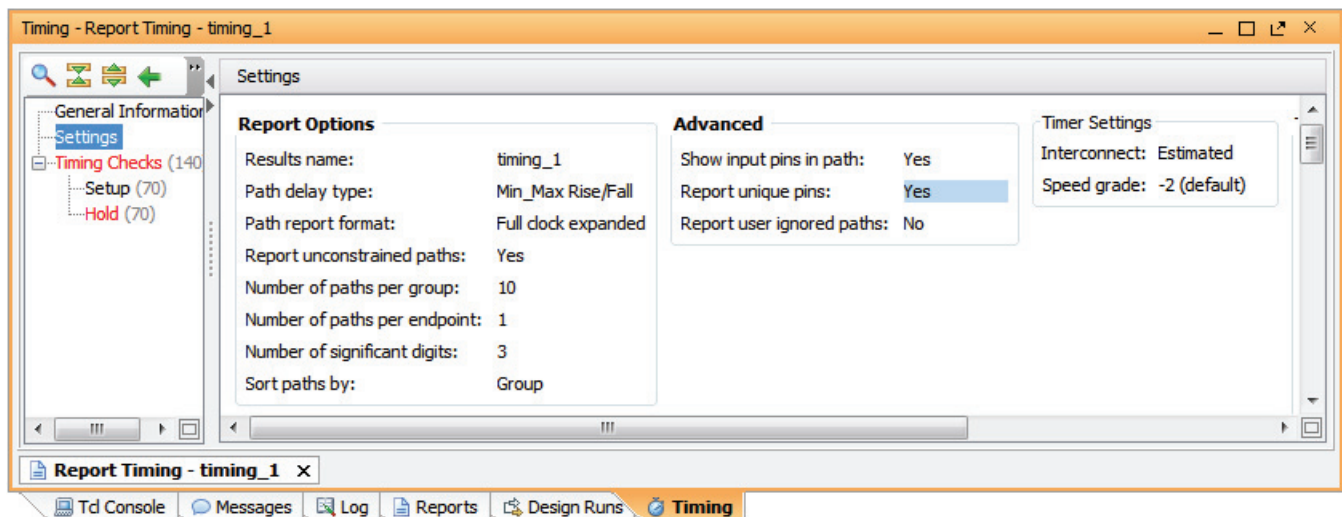 Timing - Report Timing - timing_1
Settings
General Information
Settings
Timing Checks (140
Setup (70)
Hold (70)
Report Options
Results name: timing_1
Path delay type: Min_Max Rise/Fall
Path report format: Full clock expanded
Report unconstrained paths: Yes
Number of paths per group: 10
Number of paths per endpoint: 1
Number of significant digits: 3
Sort paths by: Group
Advanced
Show input pins in path: Yes
Report unique pins: Yes
Report user ignored paths: No
Timer Settings
Interconnect: Estimated
Speed grade: -2 (default)
Report Timing - timing_1
Tcl Console Messages Log Reports Design Runs Timing